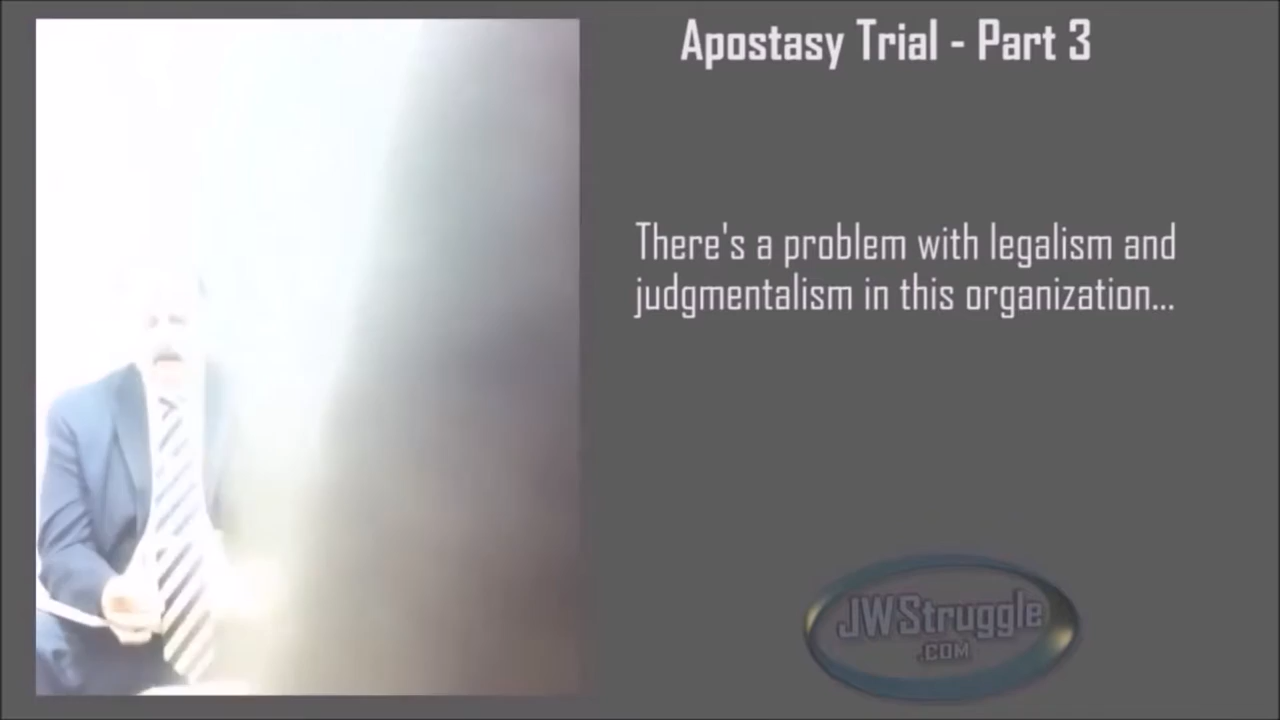 Apostasy Trial - Part 3
There's a problem with legalism and
judgmentalism in this organization...
JWStruggle
.COM